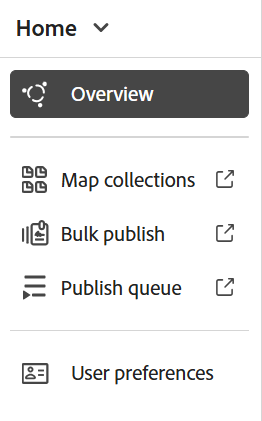 Home
Overview
Map collections
Bulk publish
Publish queue
User preferences